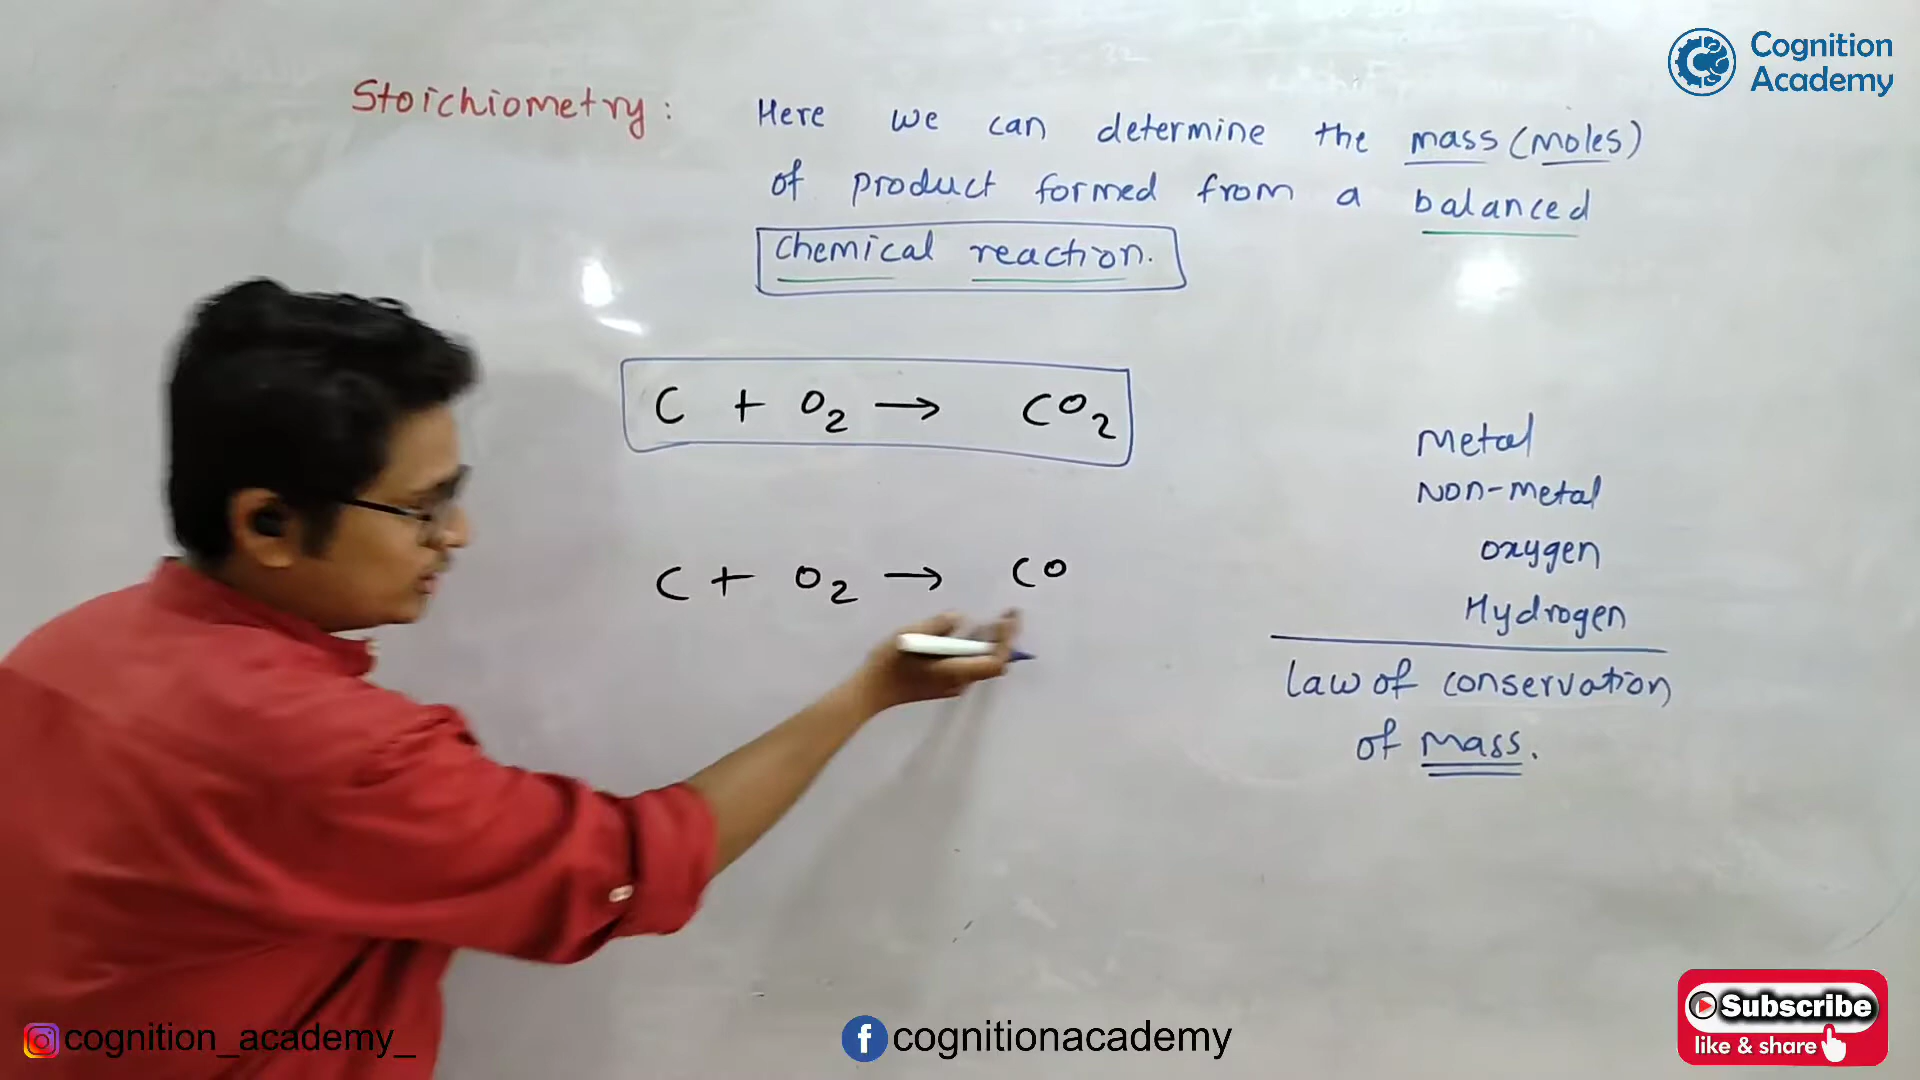 Cognition
Academy
Stoichiometry: Here we can determine the mass (moles)
of product formed from a balanced
chemical reaction.
C + O₂ → CO₂
C + O₂ → CO
Metal
Non-metal
oxygen
Hydrogen
law of conservation
of mass.
cognition_academy_
cognitionacademy
Subscribe
like & share